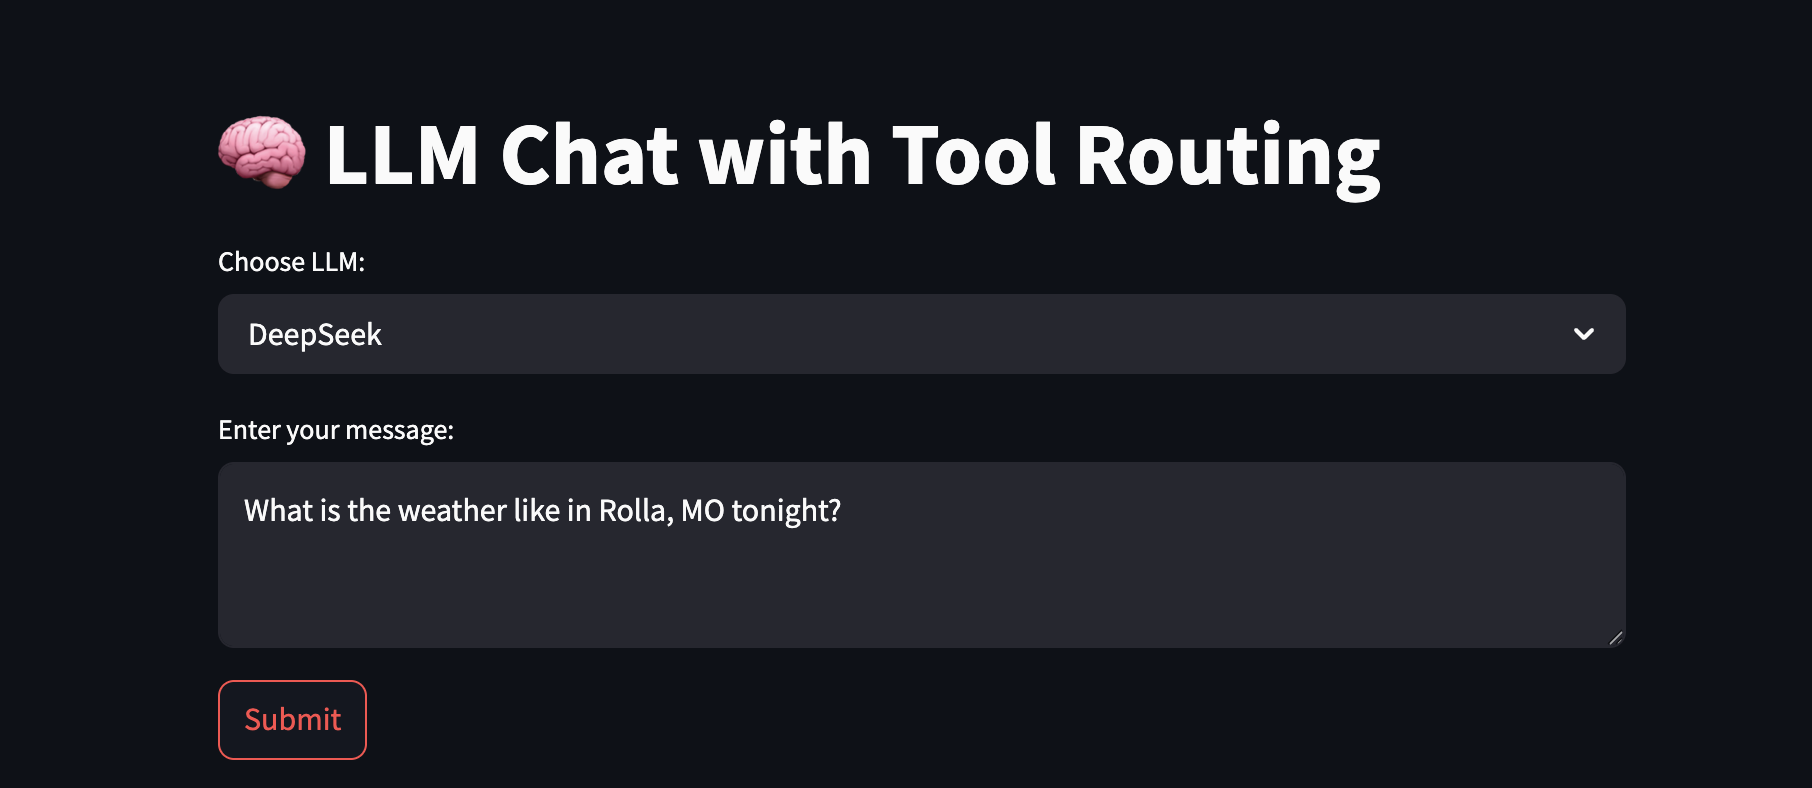 LLM Chat with Tool Routing
Choose LLM:
DeepSeek
Enter your message:
What is the weather like in Rolla, MO tonight?
Submit